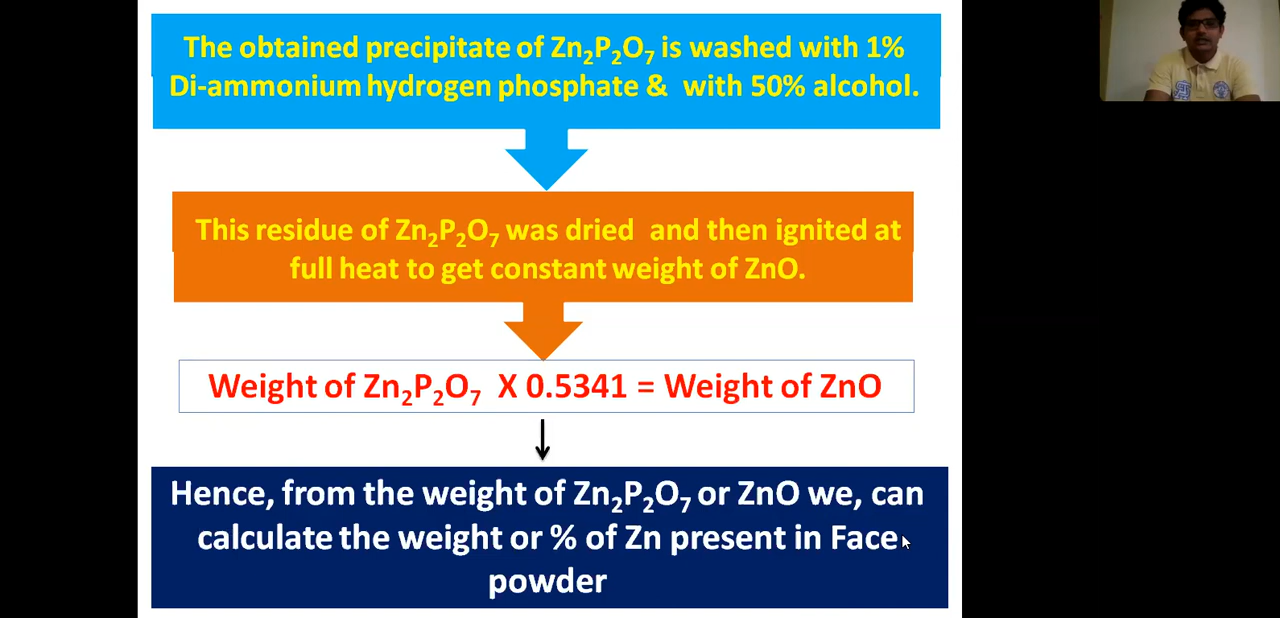 The obtained precipitate of Zn₂P₂O₇ is washed with 1%
Di-ammonium hydrogen phosphate & with 50% alcohol.
This residue of Zn₂P₂O₇ was dried and then ignited at
full heat to get constant weight of ZnO.
Weight of Zn₂P₂O₇ X 0.5341 = Weight of ZnO
Hence, from the weight of Zn₂P₂O₇ or ZnO we, can
calculate the weight or % of Zn present in Face
powder